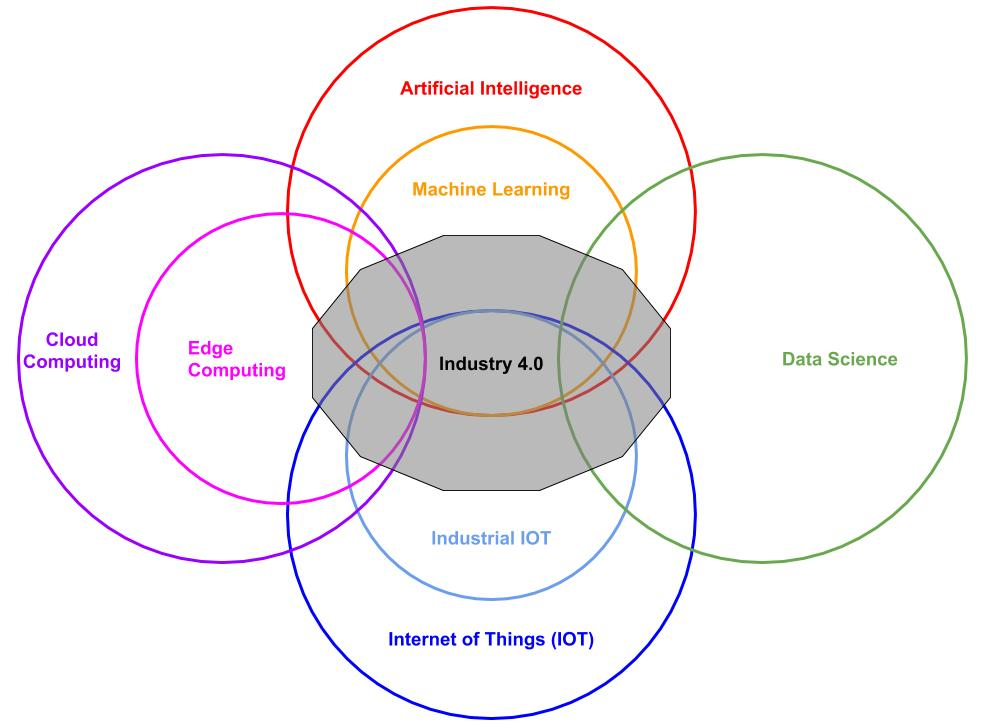 Artificial Intelligence
Machine Learning
Cloud
Computing
Edge
Computing
Industry 4.0
Data Science
Industrial IOT
Internet of Things (IOT)